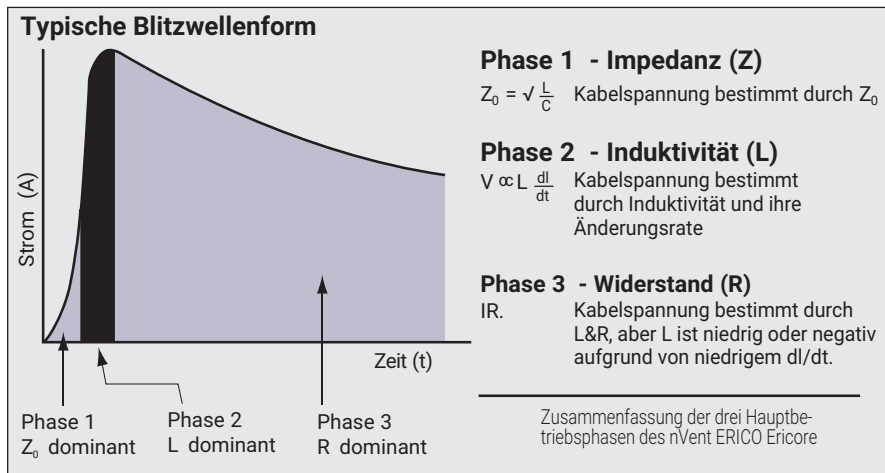 Typische Blitzwellenform
Strom (A)
Zeit (t)
Phase 1
Z₀ dominant
Phase 2
L dominant
Phase 3
R dominant
Phase 1 - Impedanz (Z)
Z₀ = √ L/C Kabelspannung bestimmt durch Z₀
Phase 2 - Induktivität (L)
V ∝ L dI/dt Kabelspannung bestimmt
durch Induktivität und ihre
Änderungsrate
Phase 3 - Widerstand (R)
IR. Kabelspannung bestimmt durch
L&R, aber L ist niedrig oder negativ
aufgrund von niedrigem dI/dt.
Zusammenfassung der drei Hauptbe-
triebsphasen des nVent ERICO Ericore